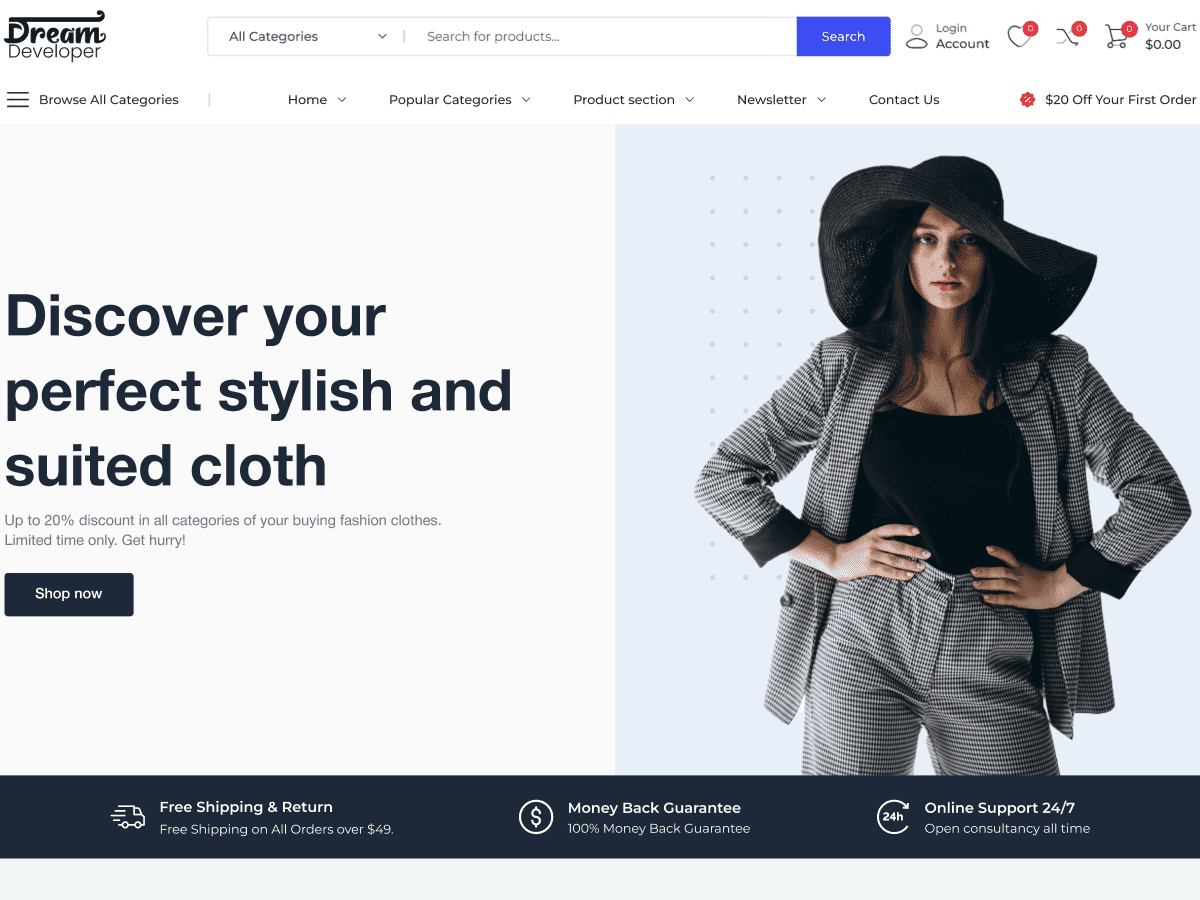 Dream
Developer
All Categories
Search for products...
Search
Login
Account
0
0
0
Your Cart
$0.00
Browse All Categories
Home
Popular Categories
Product section
Newsletter
Contact Us
$20 Off Your First Order
Discover your
perfect stylish and
suited cloth
Up to 20% discount in all categories of your buying fashion clothes.
Limited time only. Get hurry!
Shop now
Free Shipping & Return
Free Shipping on All Orders over $49.
$
Money Back Guarantee
100% Money Back Guarantee
24h
Online Support 24/7
Open consultancy all time